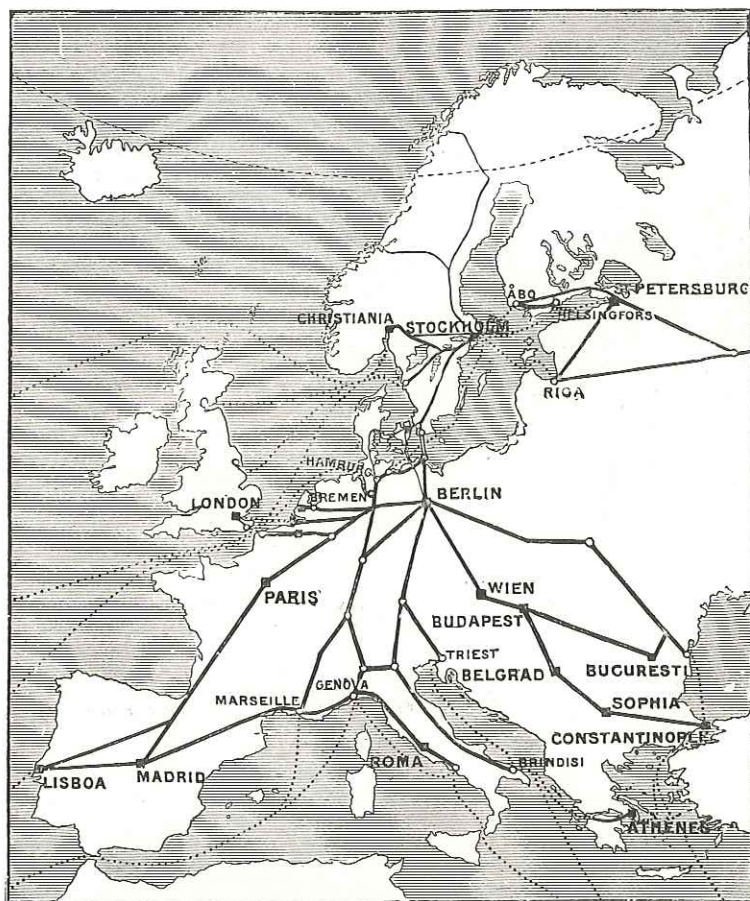 ÅBO
ST PETERSBURG
HELSINGFORS
CHRISTIANIA
STOCKHOLM
RIGA
HAMBURG
BREMEN
BERLIN
LONDON
PARIS
WIEN
BUDAPEST
TRIEST
BUCURESTI
GENOVA
BELGRAD
MARSEILLE
SOPHIA
CONSTANTINOPEL
ROMA
BRINDISI
LISBOA
MADRID
ATHENES